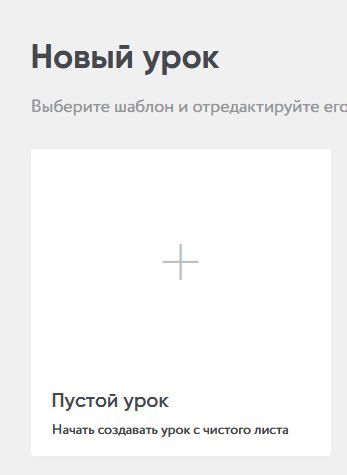 Новый урок
Выберите шаблон и отредактируйте его
Пустой урок
Начать создавать урок с чистого листа